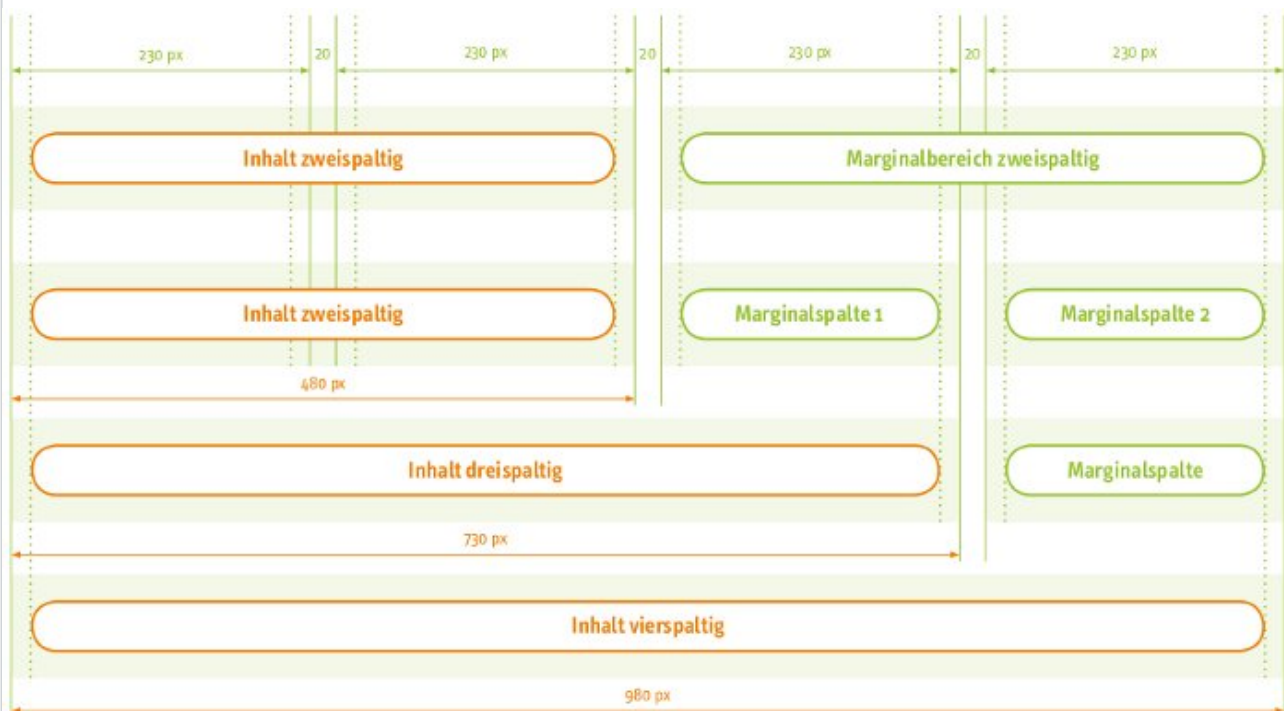 230 px
20
230 px
20
230 px
20
230 px
Inhalt zweispaltig
Marginalbereich zweispaltig
Inhalt zweispaltig
Marginalspalte 1
Marginalspalte 2
480 px
Inhalt dreispaltig
Marginalspalte
730 px
Inhalt vierspaltig
980 px